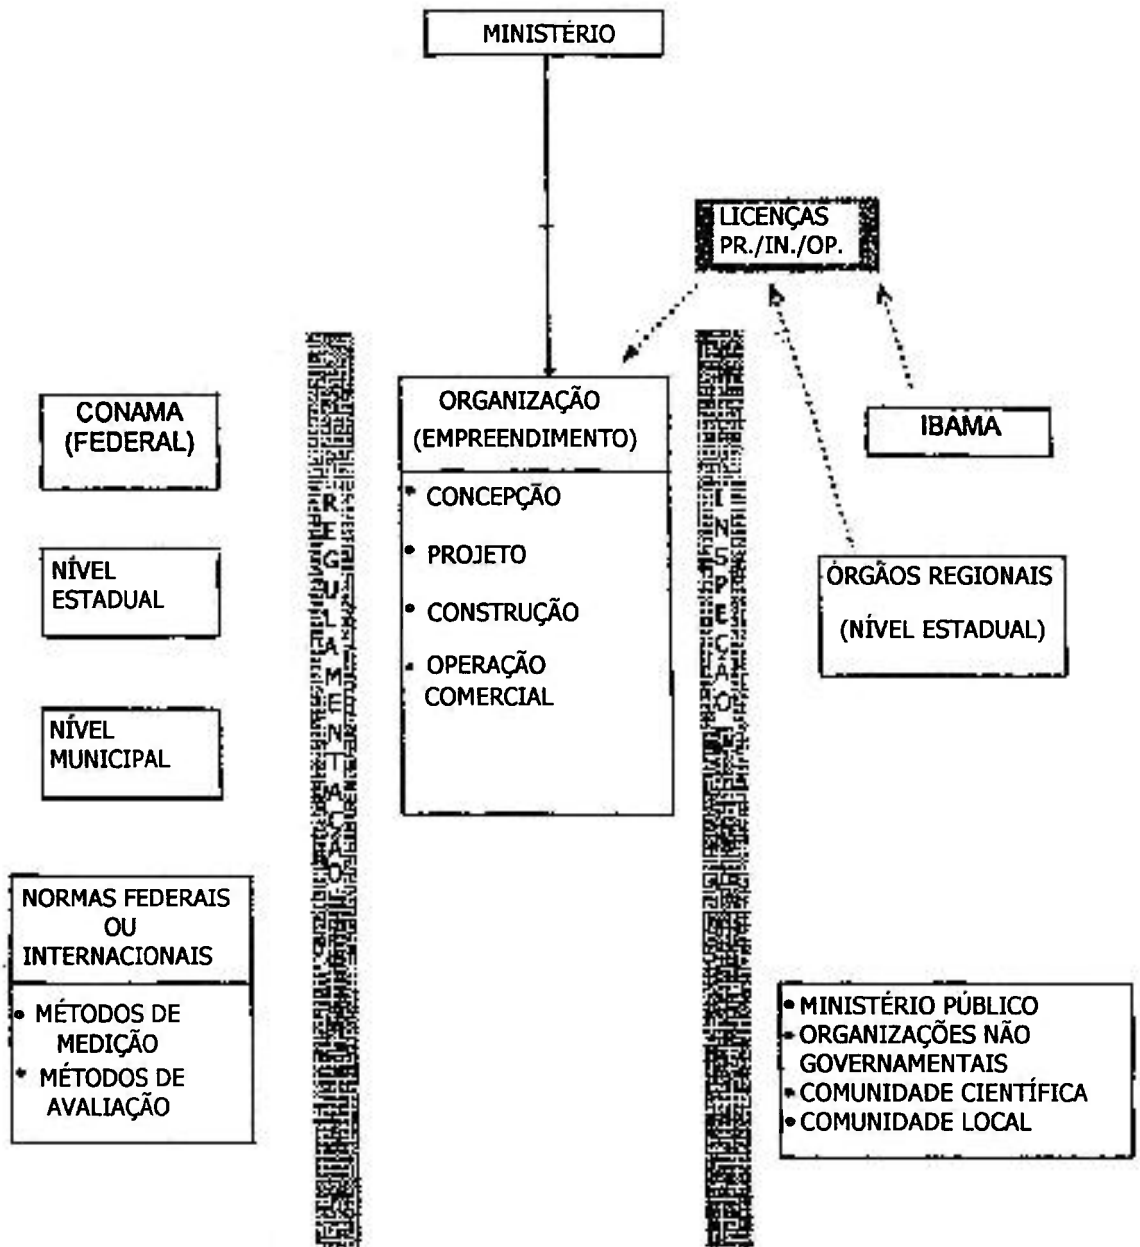 MINISTÉRIO
LICENÇAS
PR./IN./OP.
CONAMA
(FEDERAL)
NÍVEL
ESTADUAL
NÍVEL
MUNICIPAL
NORMAS FEDERAIS
OU
INTERNACIONAIS
• MÉTODOS DE
MEDIÇÃO
• MÉTODOS DE
AVALIAÇÃO
REGULAMENTAÇÃO
ORGANIZAÇÃO
(EMPREENDIMENTO)
• CONCEPÇÃO
• PROJETO
• CONSTRUÇÃO
• OPERAÇÃO
COMERCIAL
INSPEÇÃO
IBAMA
ÓRGÃOS REGIONAIS
(NÍVEL ESTADUAL)
• MINISTÉRIO PÚBLICO
• ORGANIZAÇÕES NÃO
GOVERNAMENTAIS
• COMUNIDADE CIENTÍFICA
• COMUNIDADE LOCAL